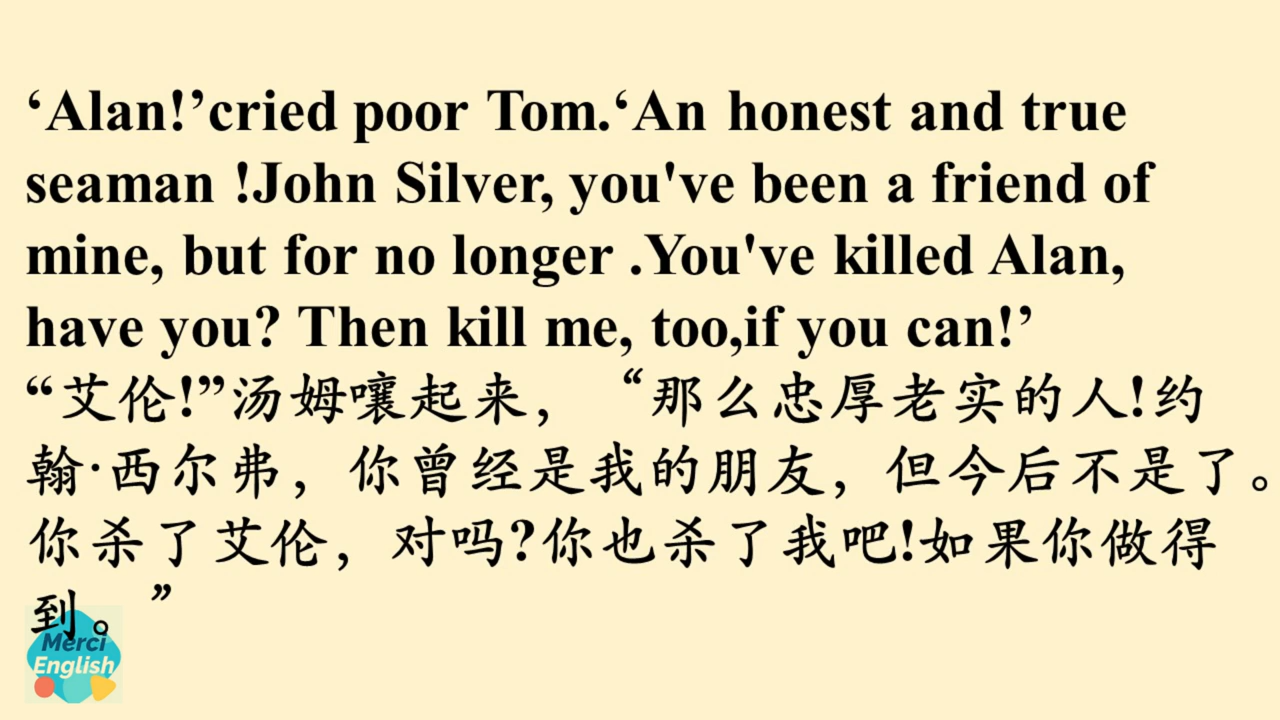 ‘Alan!’cried poor Tom.‘An honest and true
seaman !John Silver, you've been a friend of
mine, but for no longer .You've killed Alan,
have you? Then kill me, too,if you can!’
“艾伦!”汤姆嚷起来，“那么忠厚老实的人!约
翰·西尔弗，你曾经是我的朋友，但今后不是了。
你杀了艾伦，对吗?你也杀了我吧!如果你做得
到。”
Merci
English